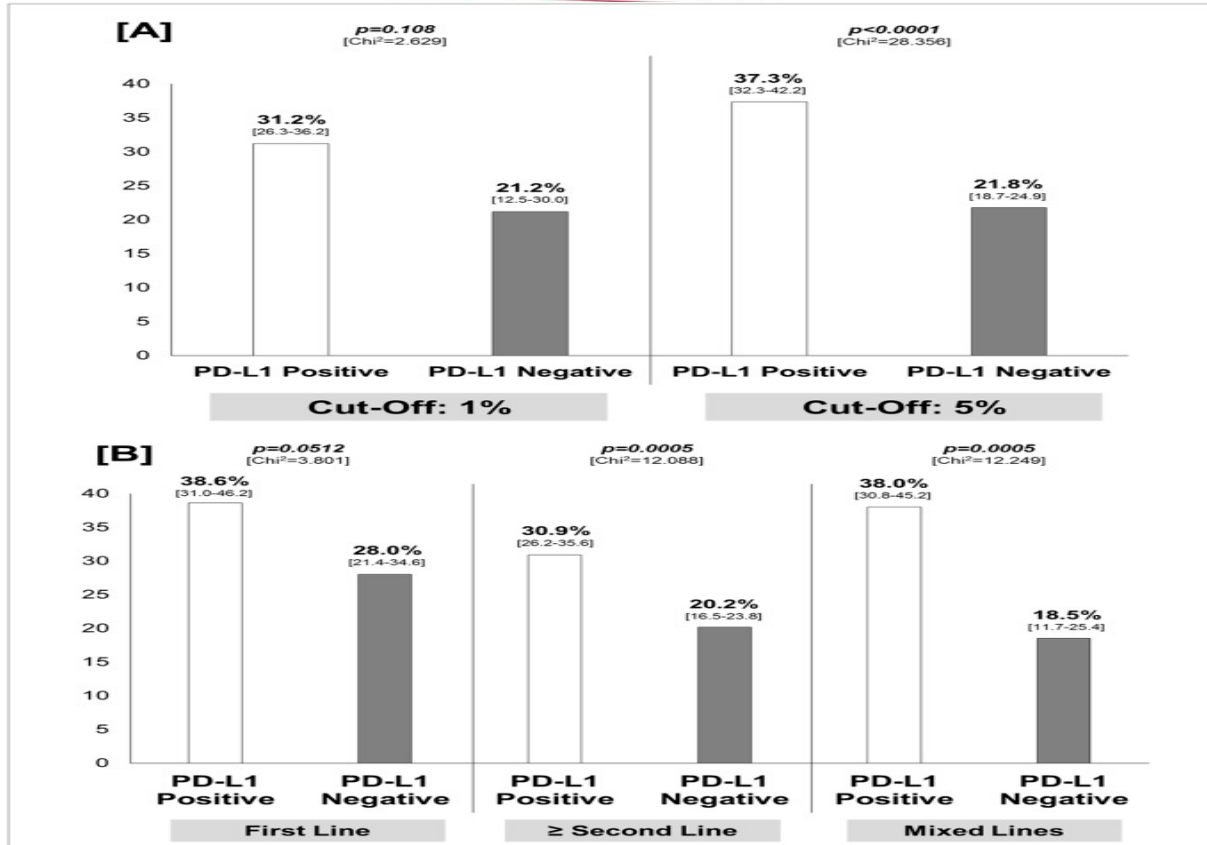 [A]
p=0.108
[Chi²=2.629]
p<0.0001
[Chi²=28.356]
40
35
30
25
20
15
10
5
0
31.2%
[26.3-36.2]
21.2%
[12.5-30.0]
37.3%
[32.3-42.2]
21.8%
[18.7-24.9]
PD-L1 Positive
PD-L1 Negative
PD-L1 Positive
PD-L1 Negative
Cut-Off: 1%
Cut-Off: 5%
[B]
p=0.0512
[Chi²=3.801]
p=0.0005
[Chi²=12.088]
p=0.0005
[Chi²=12.249]
40
35
30
25
20
15
10
5
0
38.6%
[31.0-46.2]
28.0%
[21.4-34.6]
30.9%
[26.2-35.6]
20.2%
[16.5-23.8]
38.0%
[30.8-45.2]
18.5%
[11.7-25.4]
PD-L1
Positive
PD-L1
Negative
PD-L1
Positive
PD-L1
Negative
PD-L1
Positive
PD-L1
Negative
First Line
≥ Second Line
Mixed Lines